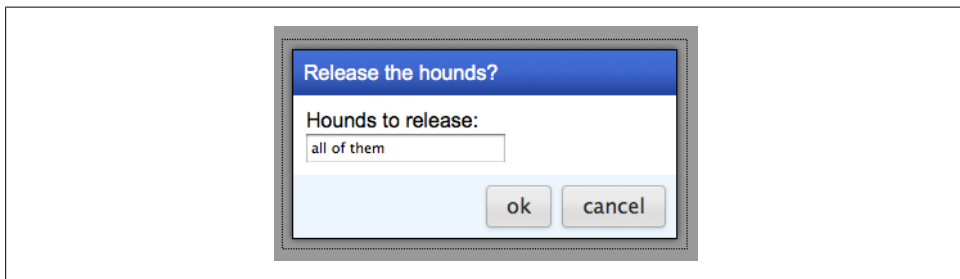 Release the hounds?
Hounds to release:
all of them
ok cancel